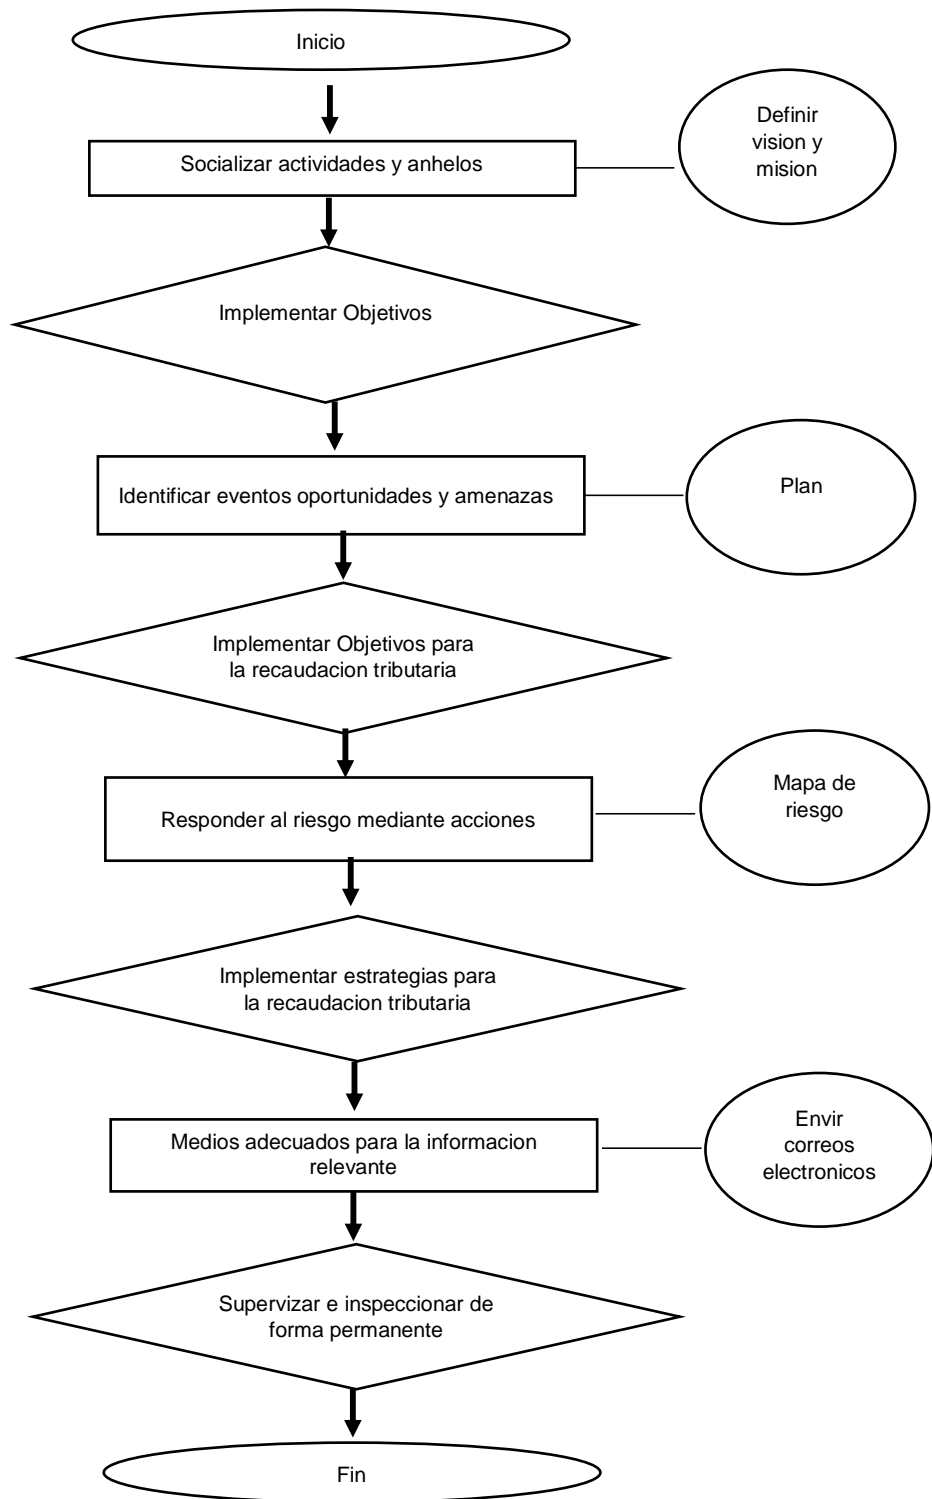 Inicio
Socializar actividades y anhelos
Definir
vision y
mision
Implementar Objetivos
Identificar eventos oportunidades y amenazas
Plan
Implementar Objetivos para
la recaudacion tributaria
Responder al riesgo mediante acciones
Mapa de
riesgo
Implementar estrategias para
la recaudacion tributaria
Medios adecuados para la informacion
relevante
Envir
correos
electronicos
Supervizar e inspeccionar de
forma permanente
Fin